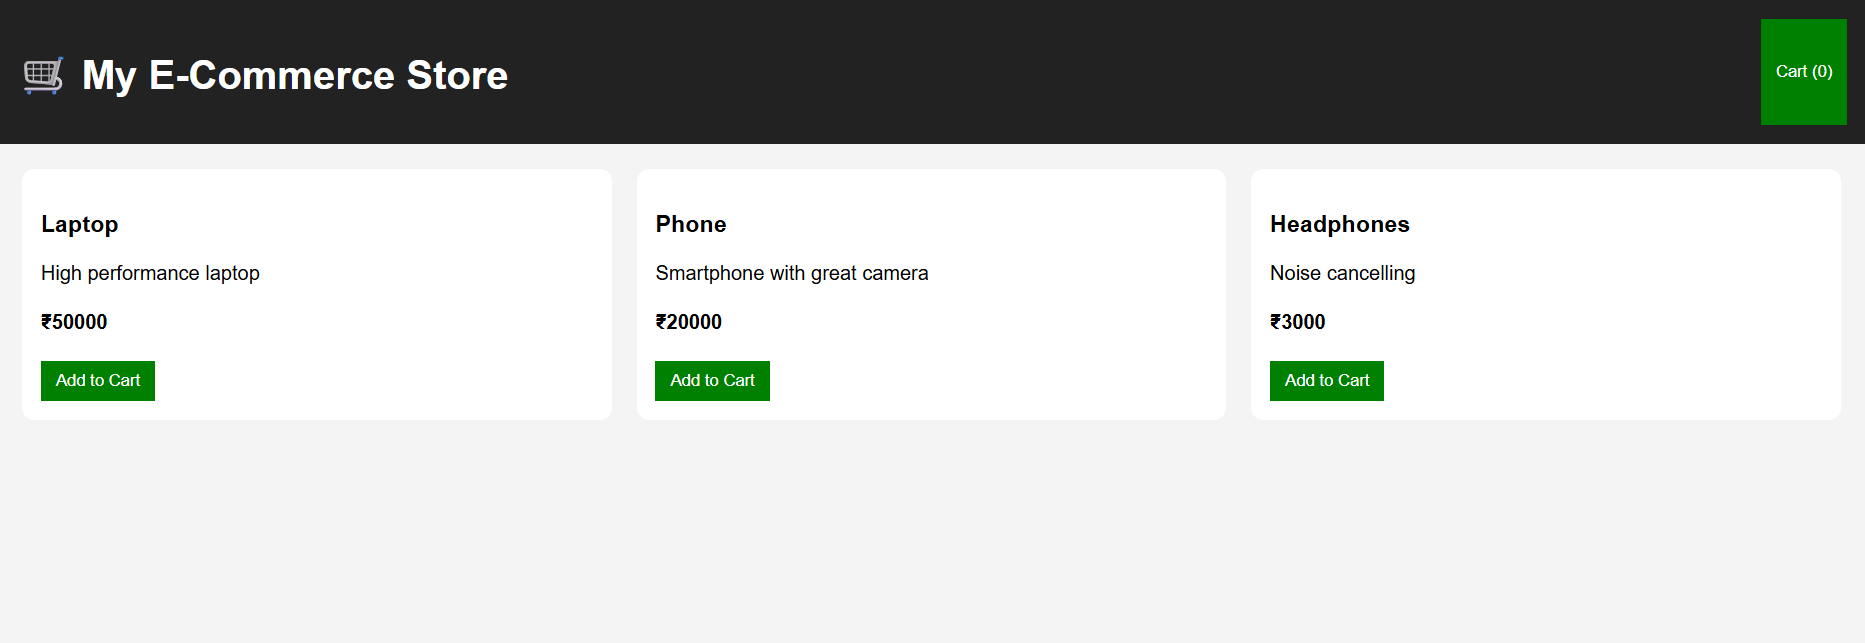 My E-Commerce Store
Cart (0)
Laptop
High performance laptop
₹50000
Add to Cart
Phone
Smartphone with great camera
₹20000
Add to Cart
Headphones
Noise cancelling
₹3000
Add to Cart